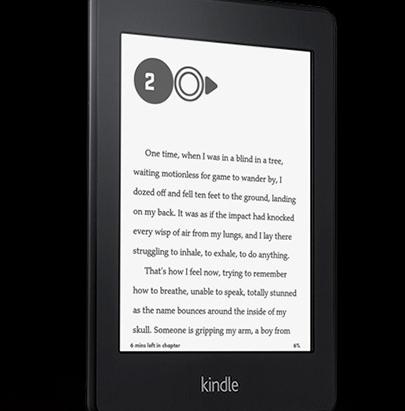 2
One time, when I was in a blind in a tree,
waiting motionless for game to wander by, I
dozed off and fell ten feet to the ground, landing
on my back. It was as if the impact had knocked
every wisp of air from my lungs, and I lay there
struggling to inhale, to exhale, to do anything.
That's how I feel now, trying to remember
how to breathe, unable to speak, totally stunned
as the name bounces around the inside of my
skull. Someone is gripping my arm, a boy from
6 mins left in chapter 6%
kindle